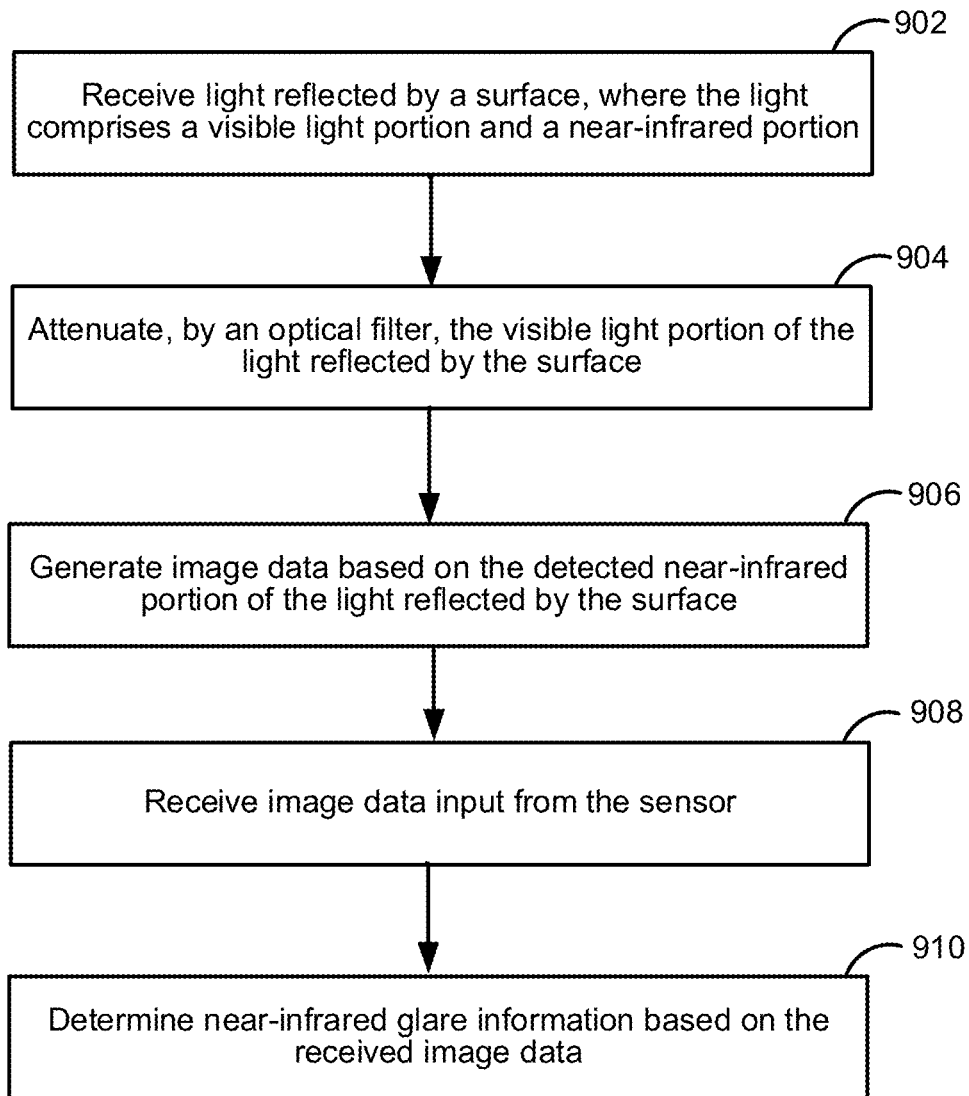 902
Receive light reflected by a surface, where the light
comprises a visible light portion and a near-infrared portion
904
Attenuate, by an optical filter, the visible light portion of the
light reflected by the surface
906
Generate image data based on the detected near-infrared
portion of the light reflected by the surface
908
Receive image data input from the sensor
910
Determine near-infrared glare information based on the
received image data